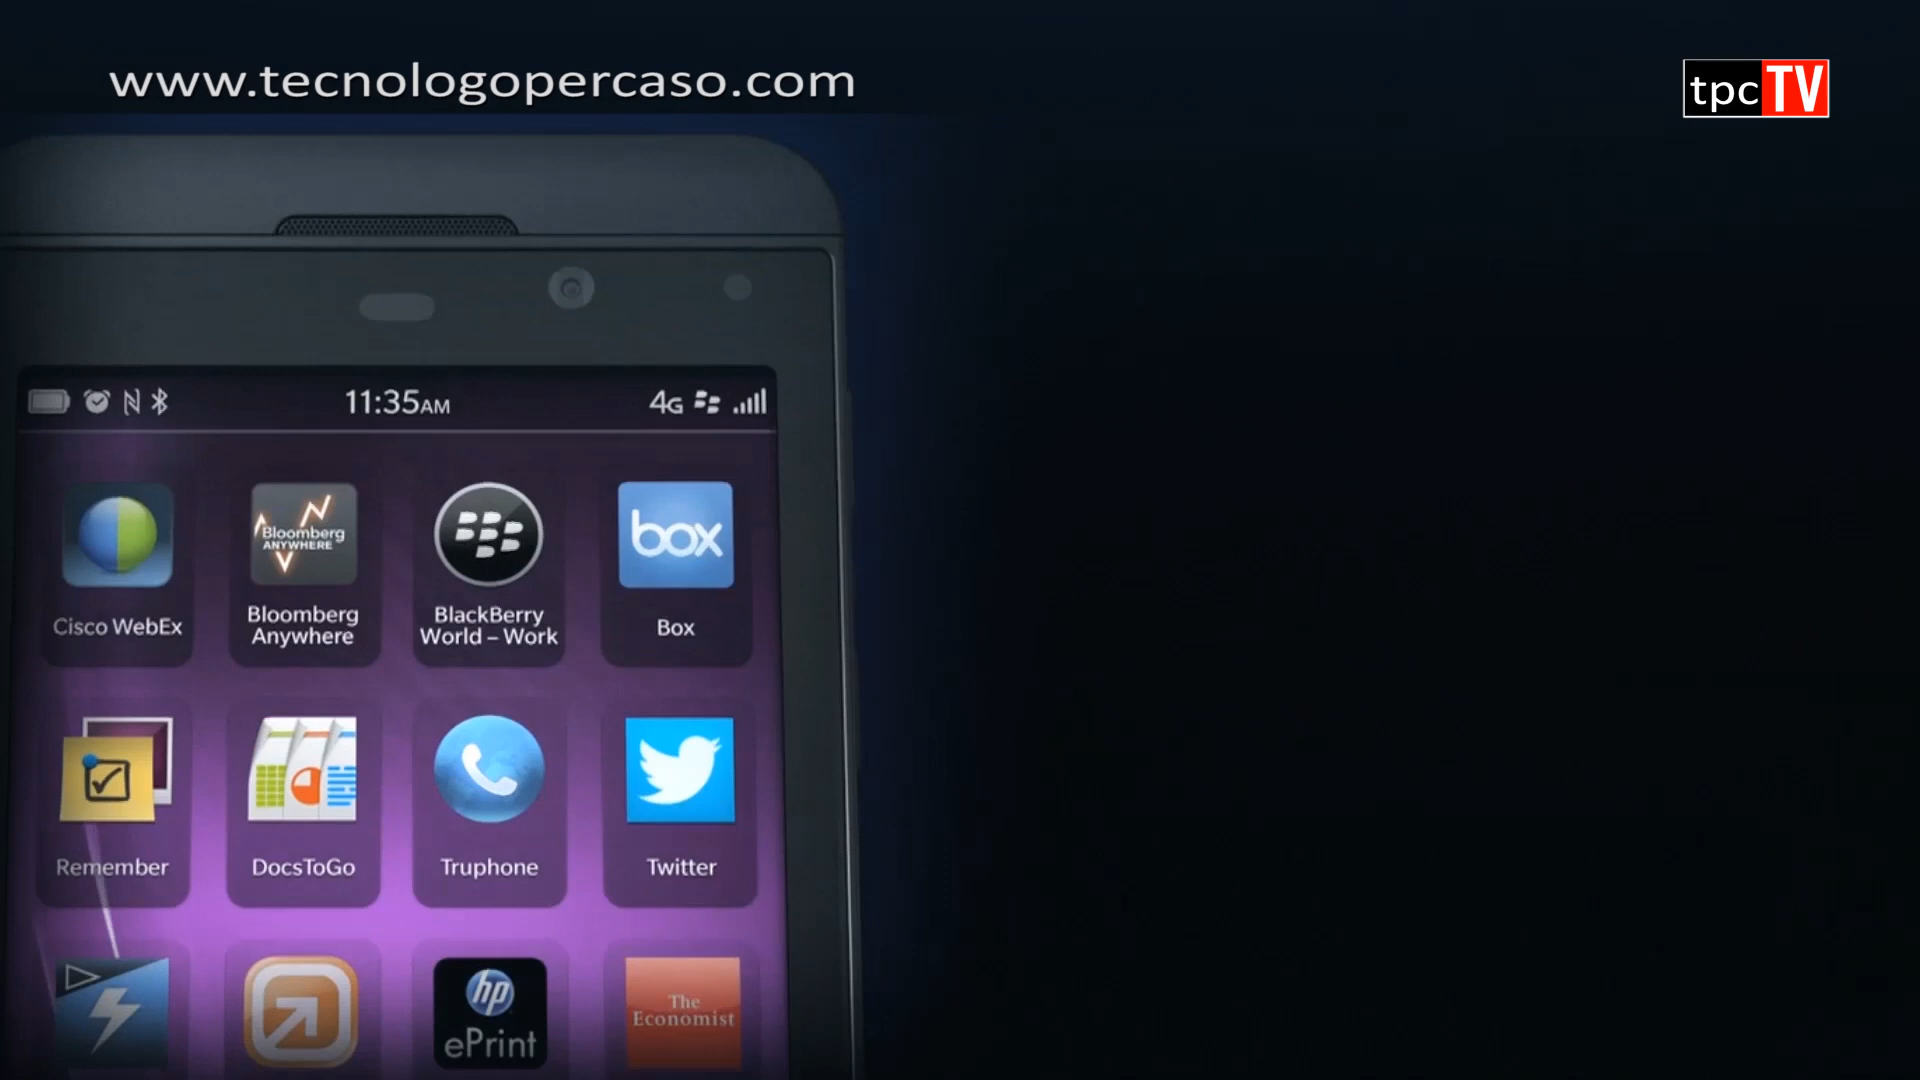 www.tecnologopercaso.com
tpcTV
11:35AM
4G
Bloomberg
ANYWHERE
box
Cisco WebEx
Bloomberg
Anywhere
BlackBerry
World – Work
Box
Remember
DocsToGo
Truphone
Twitter
hp
ePrint
The
Economist